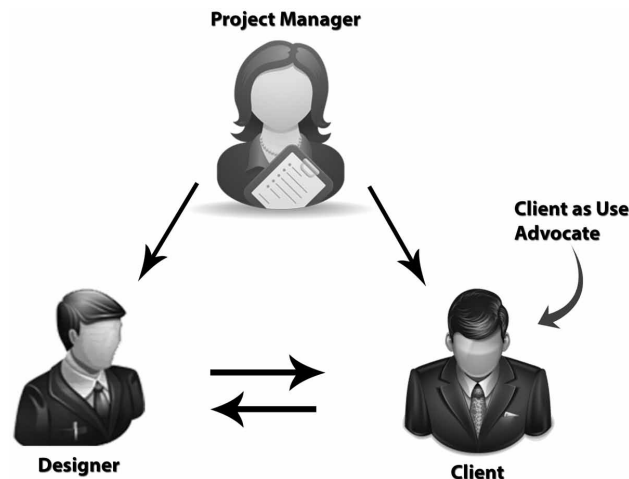 Project Manager
Client as Use
Advocate
Designer
Client